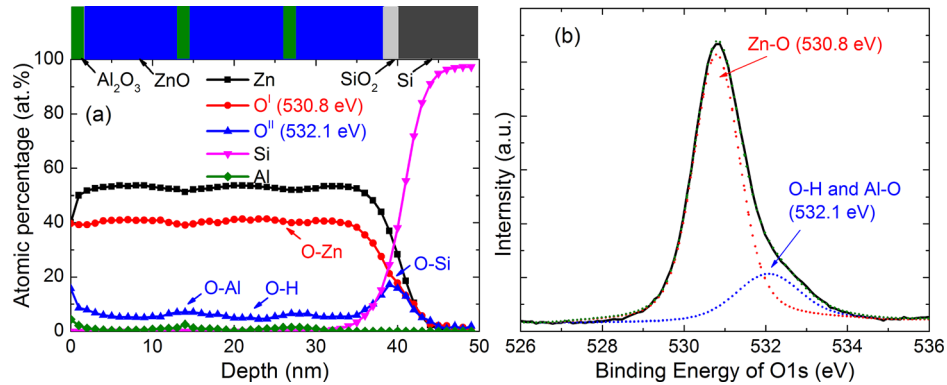 Al₂O₃ ZnO SiO₂ Si
(a)
Zn
Oᴵ (530.8 eV)
Oᴵᴵ (532.1 eV)
Si
Al
O-Zn
O-Si
O-Al
O-H
Atomic percentage (at.%)
100
80
60
40
20
0
0 10 20 30 40 50
Depth (nm)
(b)
Zn-O (530.8 eV)
O-H and Al-O
(532.1 eV)
Intensity (a.u.)
526 528 530 532 534 536
Binding Energy of O1s (eV)